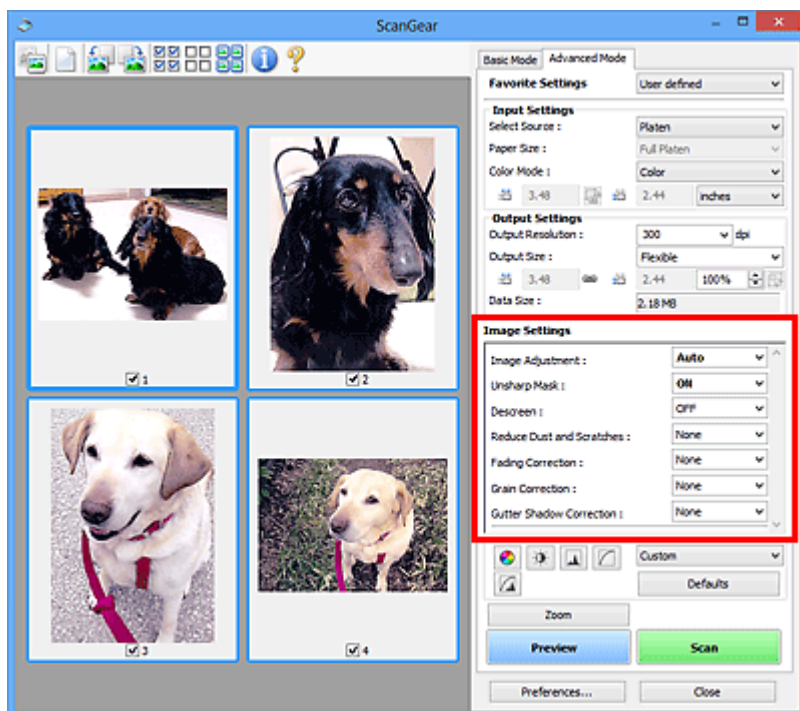 ScanGear
Basic Mode Advanced Mode
Favorite Settings User defined
Input Settings
Select Source : Platen
Paper Size : Full Platen
Color Mode : Color
3.48 2.44 inches
Output Settings
Output Resolution : 300 dpi
Output Size : Flexible
3.48 2.44 100%
Data Size : 2.18 MB
Image Settings
Image Adjustment : Auto
Unsharp Mask : ON
Descreen : OFF
Reduce Dust and Scratches : None
Fading Correction : None
Grain Correction : None
Gutter Shadow Correction : None
Custom
Defaults
Zoom
Preview Scan
Preferences... Close
1
2
3
4